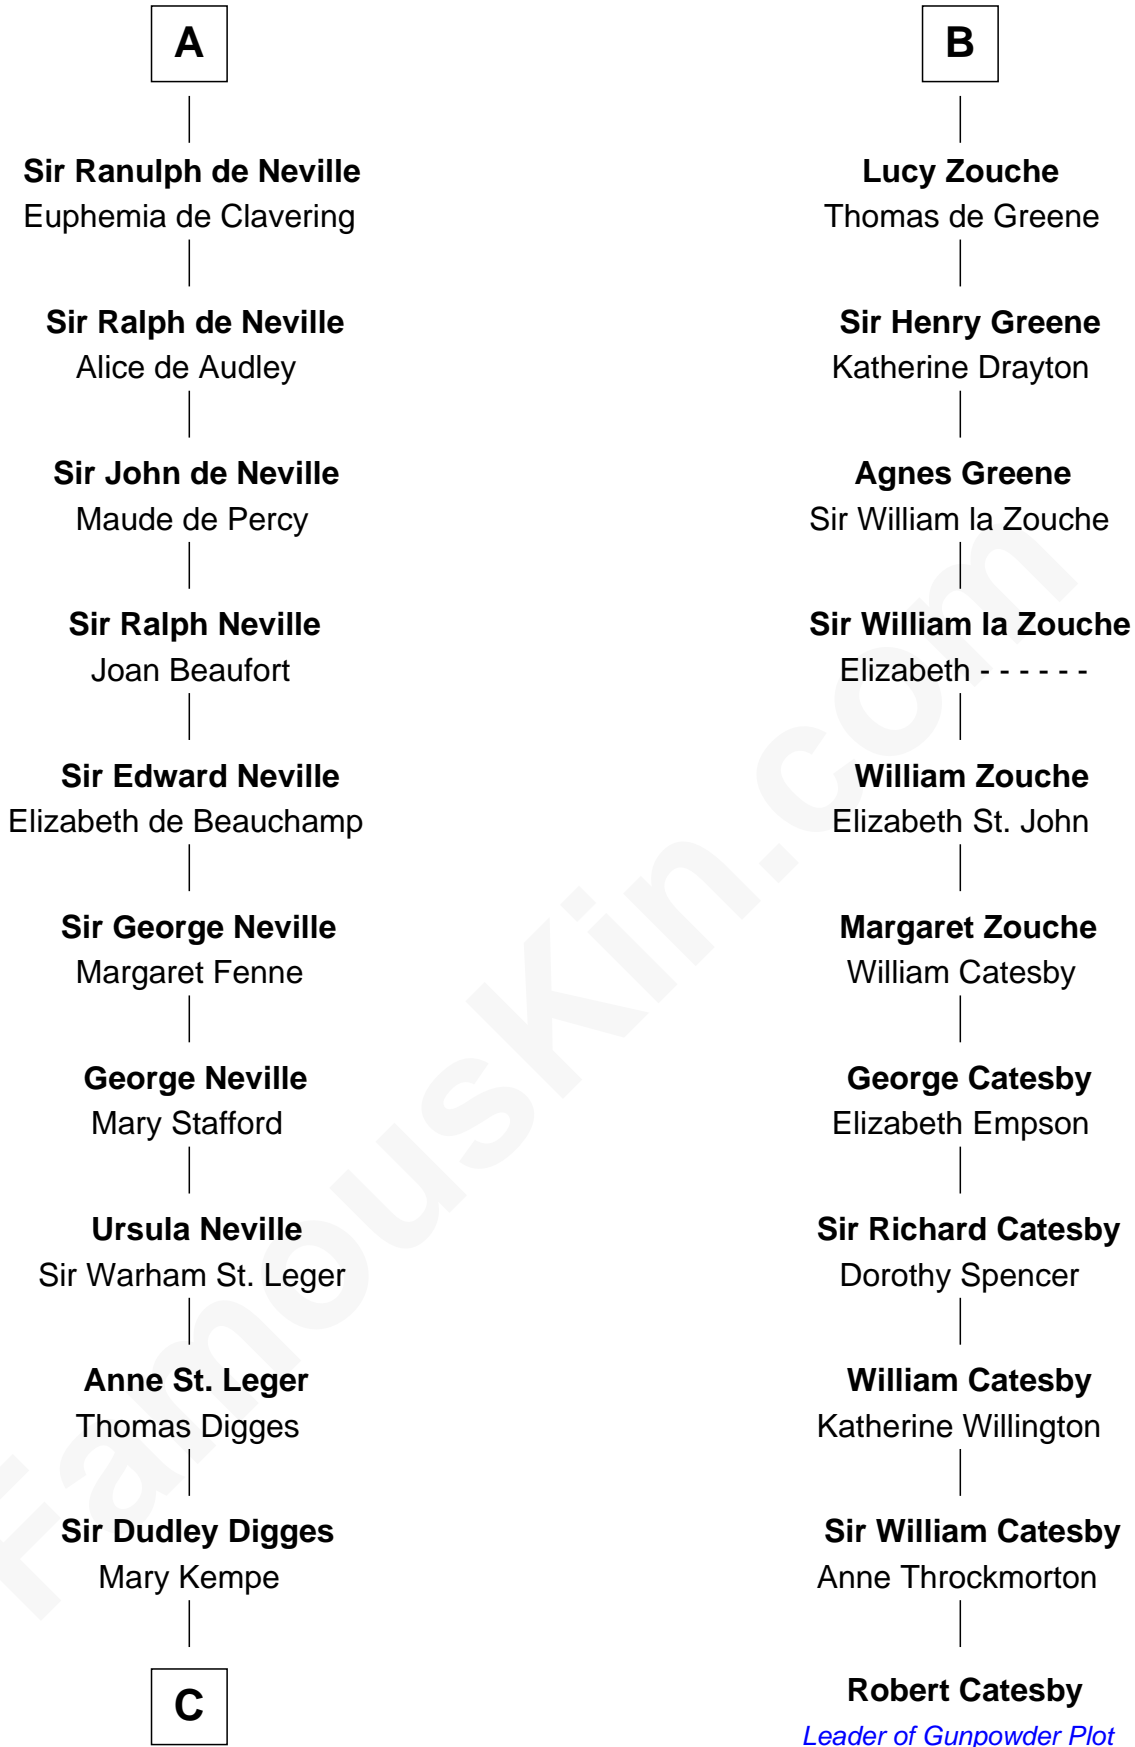 A
Sir Ranulph de Neville
Euphemia de Clavering
Sir Ralph de Neville
Alice de Audley
Sir John de Neville
Maude de Percy
Sir Ralph Neville
Joan Beaufort
Sir Edward Neville
Elizabeth de Beauchamp
Sir George Neville
Margaret Fenne
George Neville
Mary Stafford
Ursula Neville
Sir Warham St. Leger
Anne St. Leger
Thomas Digges
Sir Dudley Digges
Mary Kempe
C
B
Lucy Zouche
Thomas de Greene
Sir Henry Greene
Katherine Drayton
Agnes Greene
Sir William la Zouche
Sir William la Zouche
Elizabeth - - - - - -
William Zouche
Elizabeth St. John
Margaret Zouche
William Catesby
George Catesby
Elizabeth Empson
Sir Richard Catesby
Dorothy Spencer
William Catesby
Katherine Willington
Sir William Catesby
Anne Throckmorton
Robert Catesby
Leader of Gunpowder Plot
FamousKin.com